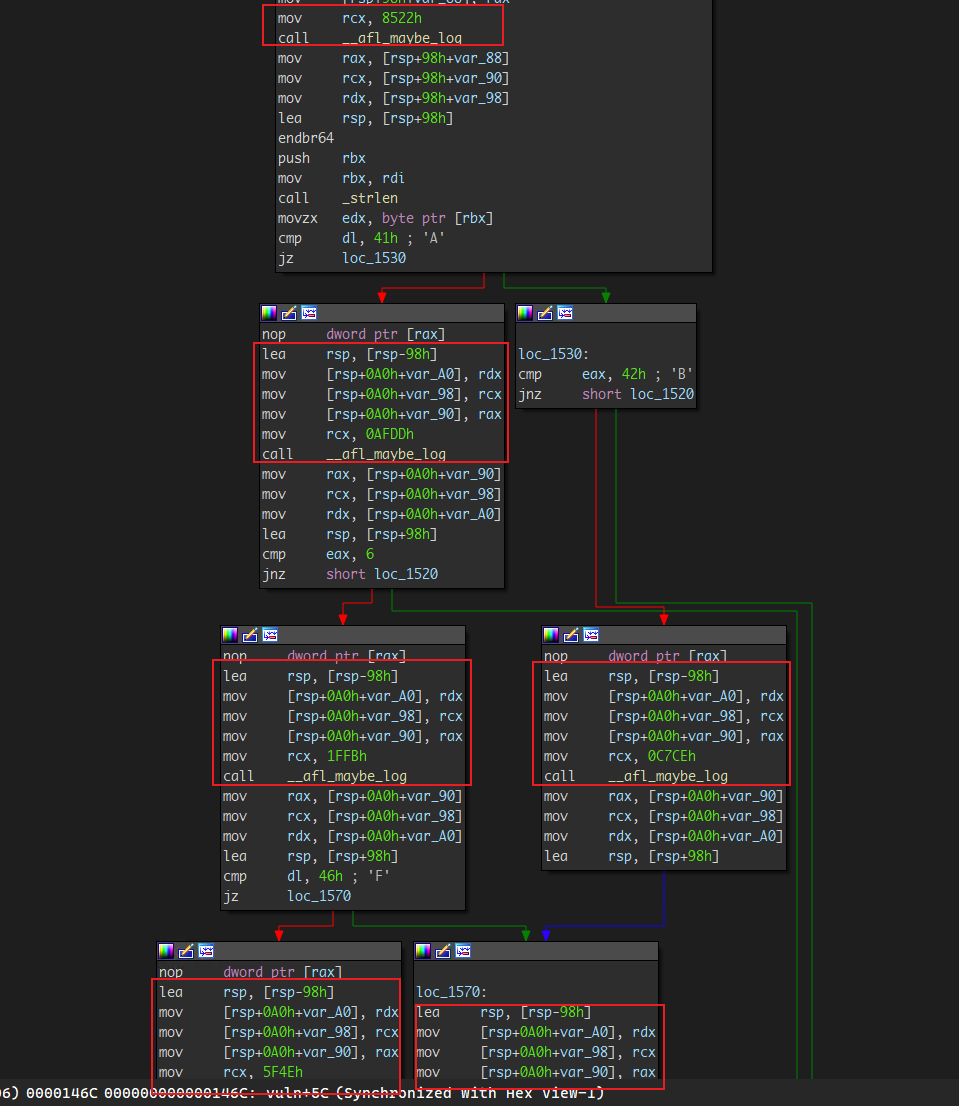 mov rcx, 8522h
call __afl_maybe_log
mov rax, [rsp+98h+var_88]
mov rcx, [rsp+98h+var_90]
mov rdx, [rsp+98h+var_98]
lea rsp, [rsp+98h]
endbr64
push rbx
mov rbx, rdi
call _strlen
movzx edx, byte ptr [rbx]
cmp dl, 41h ; 'A'
jz loc_1530
nop dword ptr [rax]
lea rsp, [rsp-98h]
mov [rsp+0A0h+var_A0], rdx
mov [rsp+0A0h+var_98], rcx
mov [rsp+0A0h+var_90], rax
mov rcx, 0AFDDh
call __afl_maybe_log
mov rax, [rsp+0A0h+var_90]
mov rcx, [rsp+0A0h+var_98]
mov rdx, [rsp+0A0h+var_A0]
lea rsp, [rsp+98h]
cmp eax, 6
jnz short loc_1520
loc_1530:
cmp eax, 42h ; 'B'
jnz short loc_1520
nop dword ptr [rax]
lea rsp, [rsp-98h]
mov [rsp+0A0h+var_A0], rdx
mov [rsp+0A0h+var_98], rcx
mov [rsp+0A0h+var_90], rax
mov rcx, 1FFBh
call __afl_maybe_log
mov rax, [rsp+0A0h+var_90]
mov rcx, [rsp+0A0h+var_98]
mov rdx, [rsp+0A0h+var_A0]
lea rsp, [rsp+98h]
cmp dl, 46h ; 'F'
jz loc_1570
nop dword ptr [rax]
lea rsp, [rsp-98h]
mov [rsp+0A0h+var_A0], rdx
mov [rsp+0A0h+var_98], rcx
mov [rsp+0A0h+var_90], rax
mov rcx, 0C7CEh
call __afl_maybe_log
mov rax, [rsp+0A0h+var_90]
mov rcx, [rsp+0A0h+var_98]
mov rdx, [rsp+0A0h+var_A0]
lea rsp, [rsp+98h]
nop dword ptr [rax]
lea rsp, [rsp-98h]
mov [rsp+0A0h+var_A0], rdx
mov [rsp+0A0h+var_98], rcx
mov [rsp+0A0h+var_90], rax
mov rcx, 5F4Eh
loc_1570:
lea rsp, [rsp-98h]
mov [rsp+0A0h+var_A0], rdx
mov [rsp+0A0h+var_98], rcx
mov [rsp+0A0h+var_90], rax
0000146C 000000000000146C: vuln+5C (Synchronized with Hex View-1)